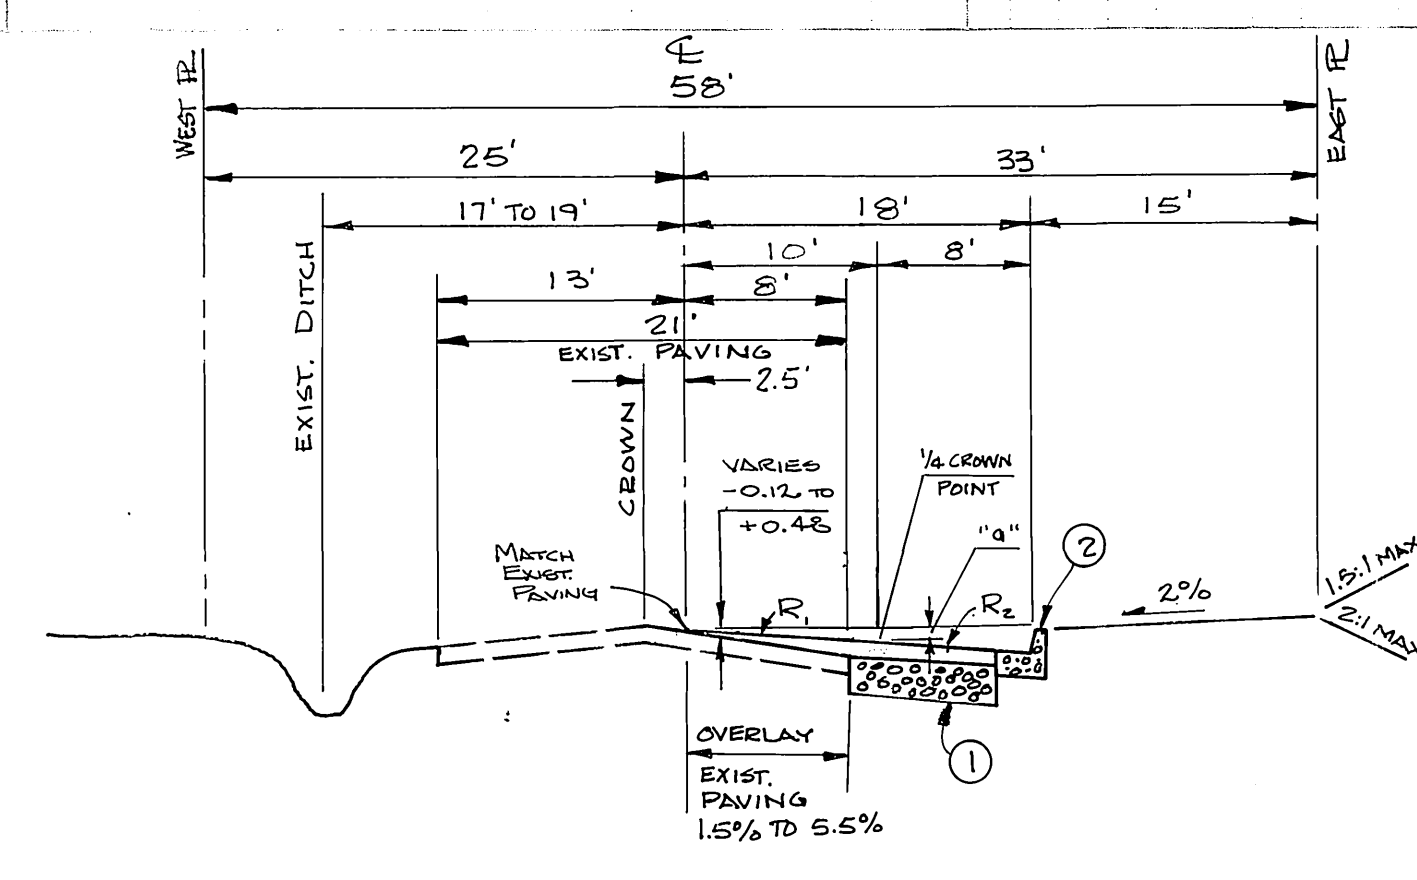 ℄
58'
WEST PL
EAST PL
25'
33'
17' TO 19'
18'
15'
10'
8'
13'
8'
21'
EXIST. PAVING
2.5'
EXIST. DITCH
CROWN
VARIES
-0.12 TO
+0.48
1/4 CROWN
POINT
"a"
2
MATCH
EXIST.
PAVING
R1
R2
2%
1.5:1 MAX
2:1 MAX
OVERLAY
EXIST.
PAVING
1.5% TO 5.5%
1